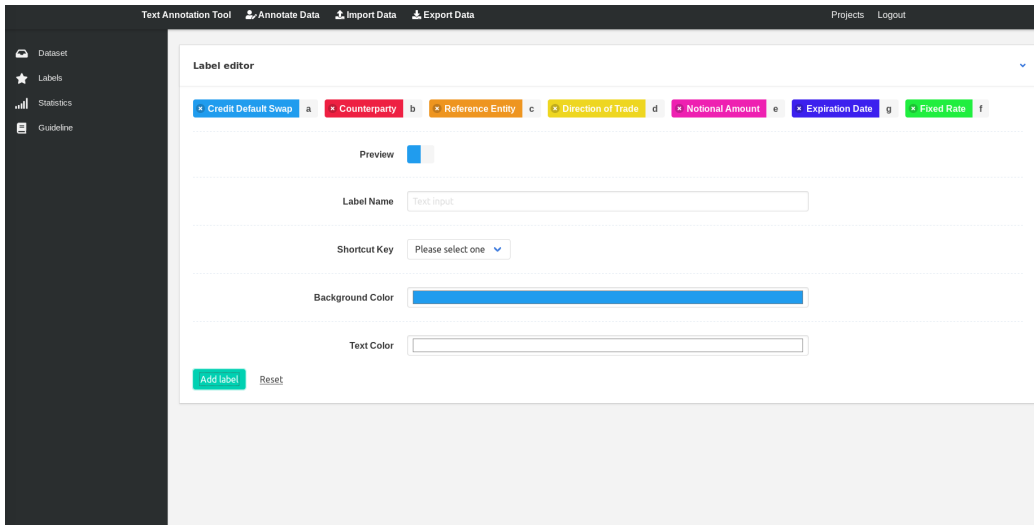 Text Annotation Tool Annotate Data Import Data Export Data Projects Logout
Dataset
Labels
Statistics
Guideline
Label editor
× Credit Default Swap a × Counterparty b × Reference Entity c × Direction of Trade d × Notional Amount e × Expiration Date g × Fixed Rate f
Preview
Label Name Text input
Shortcut Key Please select one
Background Color
Text Color
Add label Reset